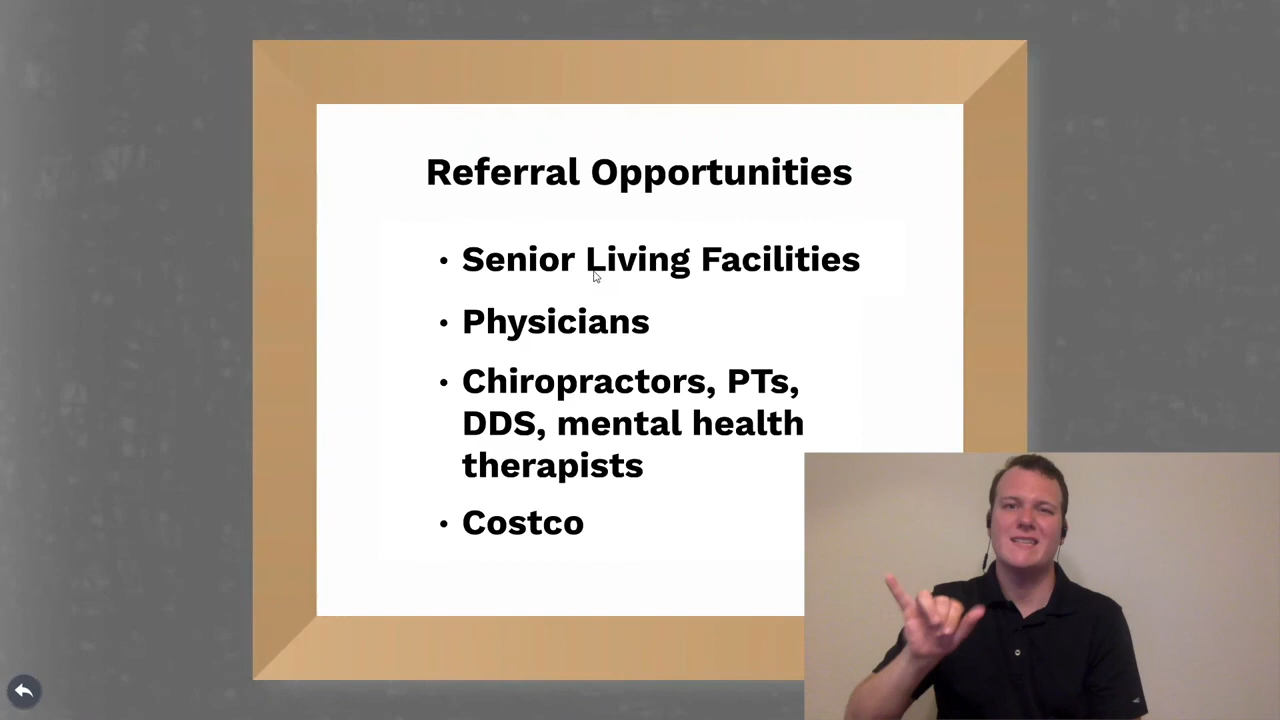 Referral Opportunities
• Senior Living Facilities
• Physicians
• Chiropractors, PTs,
DDS, mental health
therapists
• Costco